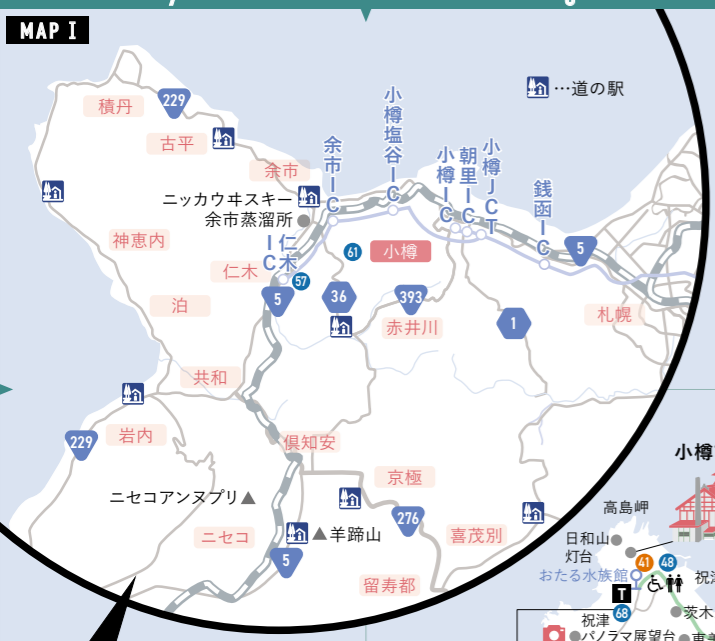 MAP I
…道の駅
積丹
229
古平
余市
余市IC
小樽塩谷IC
小樽IC
朝里IC
小樽JCT
銭函IC
ニッカウヰスキー
余市蒸溜所
神恵内
仁木IC
仁木
57
61
小樽
5
5
36
393
1
泊
赤井川
札幌
共和
229
岩内
倶知安
京極
ニセコアンヌプリ▲
276
ニセコ
▲羊蹄山
喜茂別
5
留寿都
高島岬
日和山
灯台
41
48
おたる水族館
T
68
祝津
パノラマ展望台
茨木